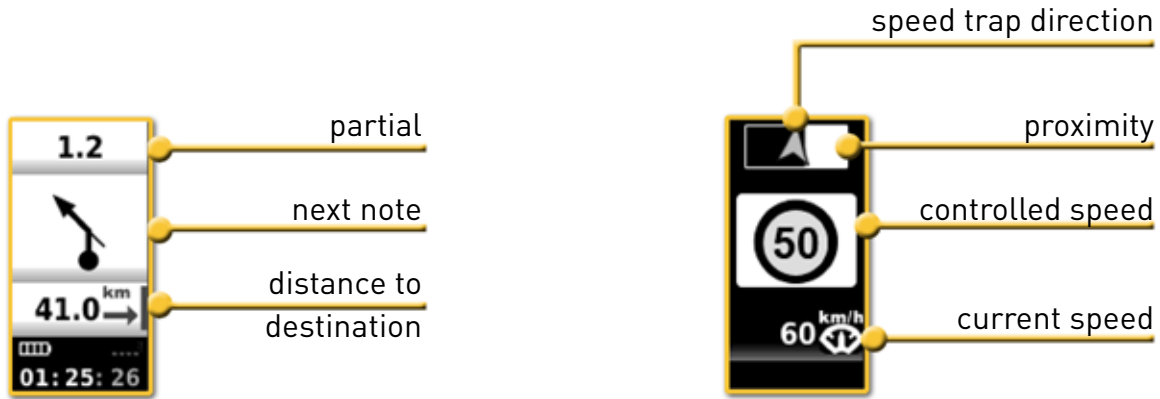 speed trap direction
partial
1.2
proximity
next note
controlled speed
50
distance to
destination
km
41.0
current speed
km/h
60
01:25:26